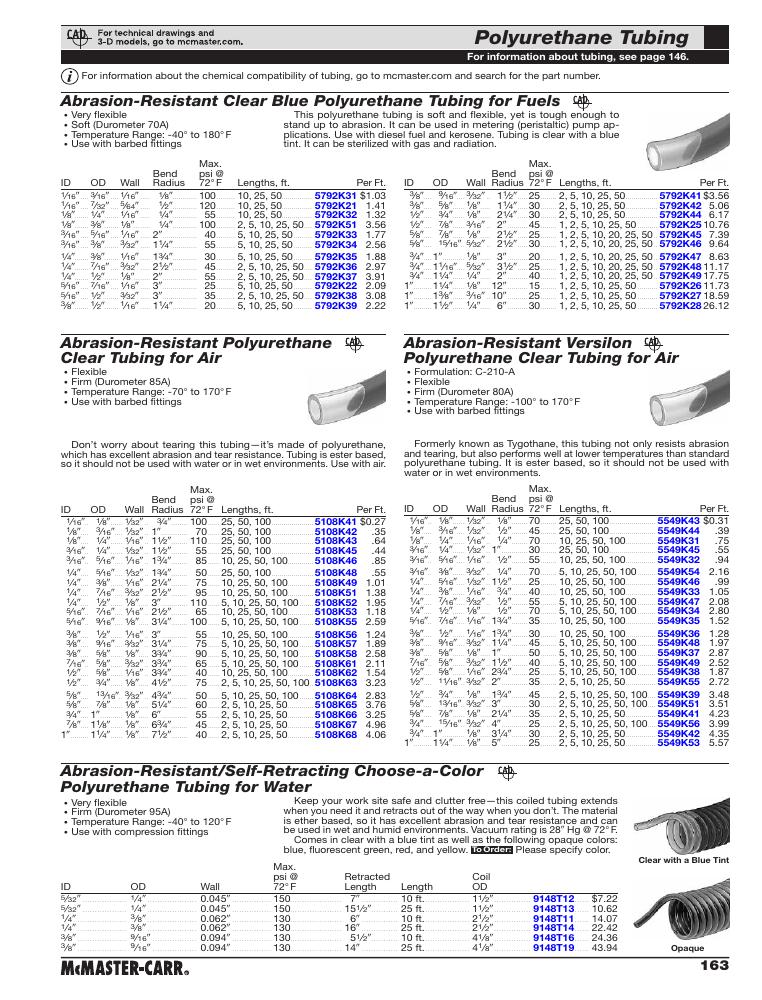 CAD
For technical drawings and
3-D models, go to mcmaster.com.
Polyurethane Tubing
For information about tubing, see page 146.
i For information about the chemical compatibility of tubing, go to mcmaster.com and search for the part number.
Abrasion-Resistant Clear Blue Polyurethane Tubing for Fuels CAD
• Very flexible
• Soft (Durometer 70A)
• Temperature Range: -40° to 180° F
• Use with barbed fittings
This polyurethane tubing is soft and flexible, yet is tough enough to
stand up to abrasion. It can be used in metering (peristaltic) pump ap-
plications. Use with diesel fuel and kerosene. Tubing is clear with a blue
tint. It can be sterilized with gas and radiation.
ID OD Wall Bend Radius Max. psi @ 72° F Lengths, ft. Per Ft.
1/16" 3/16" 1/16" 1/8" 100 10, 25, 50 5792K31 $1.03
1/16" 7/32" 5/64" 1/2" 120 10, 25, 50 5792K21 1.41
1/8" 1/4" 1/16" 1/4" 55 10, 25, 50 5792K32 1.32
1/8" 3/8" 1/8" 1/4" 100 2, 5, 10, 25, 50 5792K51 3.56
3/16" 5/16" 1/16" 2" 40 5, 10, 25, 50 5792K33 1.77
3/16" 3/8" 3/32" 1 1/4" 55 5, 10, 25, 50 5792K34 2.56
1/4" 3/8" 1/16" 1 3/4" 30 5, 10, 25, 50 5792K35 1.88
1/4" 7/16" 3/32" 2 1/2" 45 2, 5, 10, 25, 50 5792K36 2.97
1/4" 1/2" 1/8" 2" 55 2, 5, 10, 25, 50 5792K37 3.91
5/16" 7/16" 1/16" 3" 25 5, 10, 25, 50 5792K22 2.09
5/16" 1/2" 3/32" 3" 35 2, 5, 10, 25, 50 5792K38 3.08
3/8" 1/2" 1/16" 1 1/4" 20 5, 10, 25, 50 5792K39 2.22
ID OD Wall Bend Radius Max. psi @ 72° F Lengths, ft. Per Ft.
3/8" 9/16" 3/32" 1 1/2" 25 2, 5, 10, 25, 50 5792K41 $3.56
3/8" 5/8" 1/8" 1 1/4" 30 2, 5, 10, 25, 50 5792K42 5.06
1/2" 3/4" 1/8" 2 1/4" 30 2, 5, 10, 25, 50 5792K44 6.17
1/2" 7/8" 3/16" 2" 45 1, 2, 5, 10, 25, 50 5792K25 10.76
5/8" 7/8" 1/8" 2 1/2" 25 1, 2, 5, 10, 20, 25, 50 5792K45 7.39
5/8" 15/16" 5/32" 2 1/2" 30 1, 2, 5, 10, 20, 25, 50 5792K46 9.64
3/4" 1" 1/8" 3" 20 1, 2, 5, 10, 25, 50 5792K47 8.63
3/4" 1 1/16" 5/32" 3 1/2" 25 1, 2, 5, 10, 20, 25, 50 5792K48 11.17
3/4" 1 1/4" 1/4" 2" 40 1, 2, 5, 10, 20, 25, 50 5792K49 17.75
1" 1 1/4" 1/8" 12" 15 1, 2, 5, 10, 25, 50 5792K26 11.73
1" 1 3/8" 3/16" 10" 25 1, 2, 5, 10, 25, 50 5792K27 18.59
1" 1 1/2" 1/4" 6" 30 1, 2, 5, 10, 25, 50 5792K28 26.12
Abrasion-Resistant Polyurethane CAD
Clear Tubing for Air
• Flexible
• Firm (Durometer 85A)
• Temperature Range: -70° to 170° F
• Use with barbed fittings
Don't worry about tearing this tubing—it's made of polyurethane,
which has excellent abrasion and tear resistance. Tubing is ester based,
so it should not be used with water or in wet environments. Use with air.
ID OD Wall Bend Radius Max. psi @ 72° F Lengths, ft. Per Ft.
1/16" 1/8" 1/32" 3/4" 100 25, 50, 100 5108K41 $0.27
1/8" 3/16" 1/32" 1" 70 25, 50, 100 5108K42 .35
1/8" 1/4" 1/16" 1 1/2" 110 25, 50, 100 5108K43 .64
3/16" 1/4" 1/32" 1 1/2" 55 25, 50, 100 5108K45 .44
3/16" 5/16" 1/16" 1 3/4" 85 10, 25, 50, 100 5108K46 .85
1/4" 5/16" 1/32" 1 3/4" 50 25, 50, 100 5108K48 .55
1/4" 3/8" 1/16" 2 1/4" 75 10, 25, 50, 100 5108K49 1.01
1/4" 7/16" 3/32" 2 1/2" 95 10, 25, 50, 100 5108K51 1.38
1/4" 1/2" 1/8" 3" 110 5, 10, 25, 50, 100 5108K52 1.95
5/16" 7/16" 1/16" 2 1/2" 65 10, 25, 50, 100 5108K53 1.18
5/16" 9/16" 1/8" 3 1/4" 100 5, 10, 25, 50, 100 5108K55 2.59
3/8" 1/2" 1/16" 3" 55 10, 25, 50, 100 5108K56 1.24
3/8" 9/16" 3/32" 3 1/4" 75 5, 10, 25, 50, 100 5108K57 1.89
3/8" 5/8" 1/8" 3 3/4" 90 5, 10, 25, 50, 100 5108K58 2.58
7/16" 5/8" 3/32" 3 3/4" 65 5, 10, 25, 50, 100 5108K61 2.11
1/2" 5/8" 1/16" 3 3/4" 40 10, 25, 50, 100 5108K62 1.54
1/2" 3/4" 1/8" 4 1/2" 75 2, 5, 10, 25, 50, 100 5108K63 3.23
5/8" 13/16" 3/32" 4 3/4" 50 5, 10, 25, 50, 100 5108K64 2.83
5/8" 7/8" 1/8" 5 1/4" 60 2, 5, 10, 25, 50 5108K65 3.76
3/4" 1" 1/8" 6" 55 2, 5, 10, 25, 50 5108K66 3.25
7/8" 1 1/8" 1/8" 6 3/4" 45 2, 5, 10, 25, 50 5108K67 4.96
1" 1 1/4" 1/8" 7 1/2" 40 2, 5, 10, 25, 50 5108K68 4.06
Abrasion-Resistant Versilon CAD
Polyurethane Clear Tubing for Air
• Formulation: C-210-A
• Flexible
• Firm (Durometer 80A)
• Temperature Range: -100° to 170° F
• Use with barbed fittings
Formerly known as Tygothane, this tubing not only resists abrasion
and tearing, but also performs well at lower temperatures than standard
polyurethane tubing. It is ester based, so it should not be used with
water or in wet environments.
ID OD Wall Bend Radius Max. psi @ 72° F Lengths, ft. Per Ft.
1/16" 1/8" 1/32" 1/8" 70 25, 50, 100 5549K43 $0.31
1/8" 3/16" 1/32" 1/2" 45 25, 50, 100 5549K44 .39
1/8" 1/4" 1/16" 1/4" 70 10, 25, 50, 100 5549K31 .75
3/16" 1/4" 1/32" 1" 30 25, 50, 100 5549K45 .55
3/16" 5/16" 1/16" 1/2" 55 10, 25, 50, 100 5549K32 .94
3/16" 3/8" 3/32" 1/4" 70 5, 10, 25, 50, 100 5549K54 2.16
1/4" 5/16" 1/32" 1 1/2" 25 10, 25, 50, 100 5549K46 .99
1/4" 3/8" 1/16" 3/4" 40 10, 25, 50, 100 5549K33 1.05
1/4" 7/16" 3/32" 1/2" 55 5, 10, 25, 50, 100 5549K47 2.08
1/4" 1/2" 1/8" 1/2" 70 5, 10, 25, 50, 100 5549K34 2.80
5/16" 7/16" 1/16" 1 3/4" 35 10, 25, 50, 100 5549K35 1.52
3/8" 1/2" 1/16" 1 3/4" 30 10, 25, 50, 100 5549K36 1.28
3/8" 9/16" 3/32" 1 1/4" 45 5, 10, 25, 50, 100 5549K48 1.97
3/8" 5/8" 1/8" 1" 50 5, 10, 25, 50, 100 5549K37 2.87
7/16" 5/8" 3/32" 1 1/2" 40 5, 10, 25, 50, 100 5549K49 2.52
1/2" 5/8" 1/16" 2 3/4" 25 5, 10, 25, 50, 100 5549K38 1.87
1/2" 11/16" 3/32" 2" 35 2, 5, 10, 25, 50 5549K55 2.72
1/2" 3/4" 1/8" 1 3/4" 45 2, 5, 10, 25, 50, 100 5549K39 3.48
5/8" 13/16" 3/32" 3" 30 2, 5, 10, 25, 50, 100 5549K51 3.51
5/8" 7/8" 1/8" 2 1/4" 35 2, 5, 10, 25, 50 5549K41 4.23
3/4" 15/16" 3/32" 4" 25 2, 5, 10, 25, 50, 100 5549K56 3.99
3/4" 1" 1/8" 3 1/4" 30 2, 5, 10, 25, 50 5549K42 4.35
1" 1 1/4" 1/8" 5" 25 2, 5, 10, 25, 50 5549K53 5.57
Abrasion-Resistant/Self-Retracting Choose-a-Color CAD
Polyurethane Tubing for Water
• Very flexible
• Firm (Durometer 95A)
• Temperature Range: -40° to 120° F
• Use with compression fittings
Keep your work site safe and clutter free—this coiled tubing extends
when you need it and retracts out of the way when you don't. The material
is ether based, so it has excellent abrasion and tear resistance and can
be used in wet and humid environments. Vacuum rating is 28" Hg @ 72° F.
Comes in clear with a blue tint as well as the following opaque colors:
blue, fluorescent green, red, and yellow. To Order: Please specify color.
Clear with a Blue Tint
ID OD Wall Max. psi @ 72° F Retracted Length Length Coil OD
5/32" 1/4" 0.045" 150 7" 10 ft. 1 1/2" 9148T12 $7.22
5/32" 1/4" 0.045" 150 15 1/2" 25 ft. 1 1/2" 9148T13 10.62
1/4" 3/8" 0.062" 130 6" 10 ft. 2 1/2" 9148T11 14.07
1/4" 3/8" 0.062" 130 16" 25 ft. 2 1/2" 9148T14 22.42
3/8" 9/16" 0.094" 130 5 1/2" 10 ft. 4 1/8" 9148T16 24.36
3/8" 9/16" 0.094" 130 14" 25 ft. 4 1/8" 9148T19 43.94
Opaque
McMASTER-CARR®
163